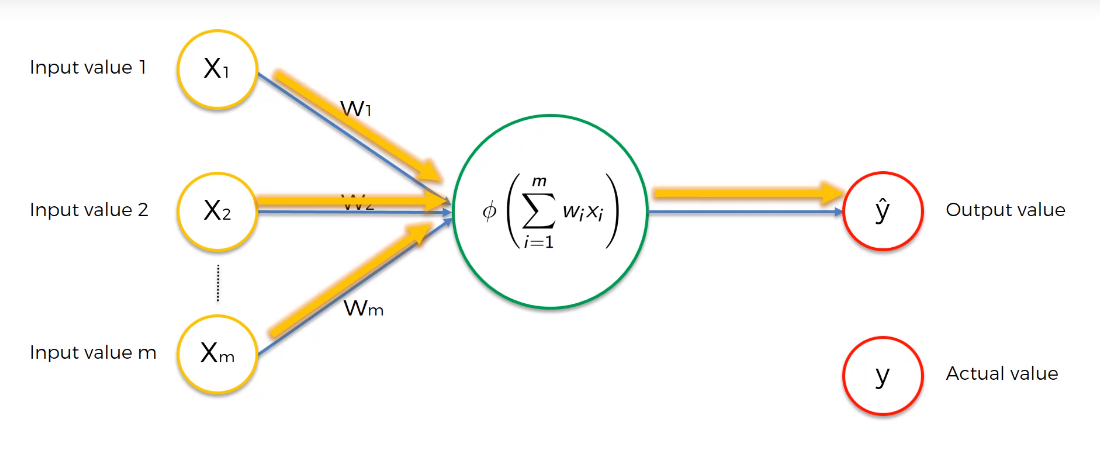 Input value 1
X₁
W₁
Input value 2
X₂
W₂
Input value m
Xₘ
Wₘ
ϕ(∑ᵢ₌₁ᵐ wᵢxᵢ)
ŷ
Output value
y
Actual value